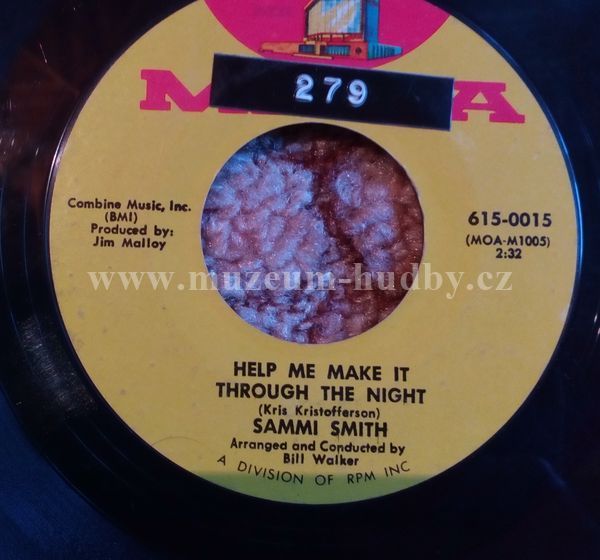 279
Combine Music, Inc.
(BMI)
Produced by:
Jim Malloy
615-0015
(MOA-M1005)
2:32
www.muzeum-hudby.cz
HELP ME MAKE IT
THROUGH THE NIGHT
(Kris Kristofferson)
SAMMI SMITH
Arranged and Conducted by
Bill Walker
A DIVISION OF RPM INC